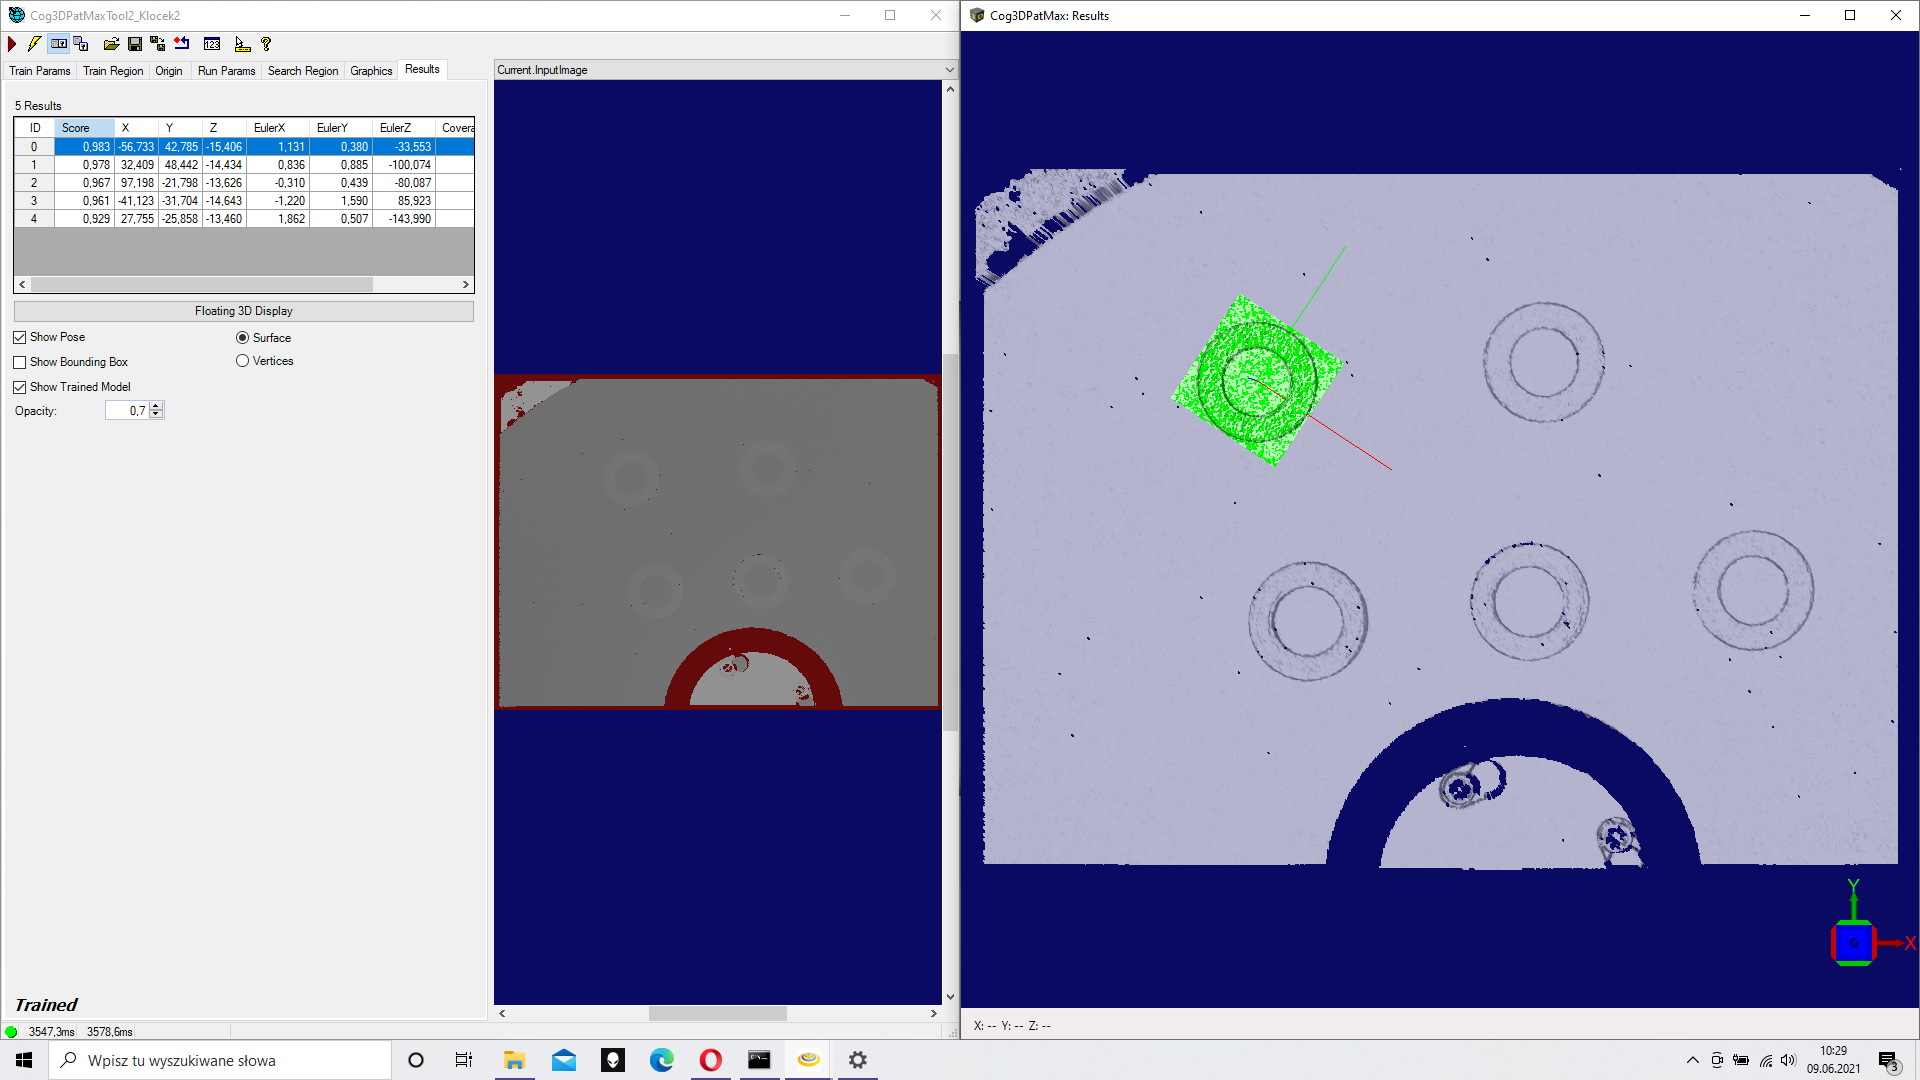 Cog3DPatMaxTool2_Klocek2
Train Params Train Region Origin Run Params Search Region Graphics Results
5 Results
ID Score X Y Z EulerX EulerY EulerZ Covera
0 0,983 -56,733 42,785 -15,406 1,131 0,380 -33,553
1 0,978 32,409 48,442 -14,434 0,836 0,885 -100,074
2 0,967 97,198 -21,798 -13,626 -0,310 0,439 -80,087
3 0,961 -41,123 -31,704 -14,643 -1,220 1,590 85,923
4 0,929 27,755 -25,858 -13,460 1,862 0,507 -143,990
Floating 3D Display
Show Pose Surface
Show Bounding Box Vertices
Show Trained Model
Opacity: 0,7
Trained
3547,3ms 3578,6ms
Current.InputImage
Cog3DPatMax: Results
Y
X
X: -- Y: -- Z: --
Wpisz tu wyszukiwane słowa
10:29
09.06.2021
3